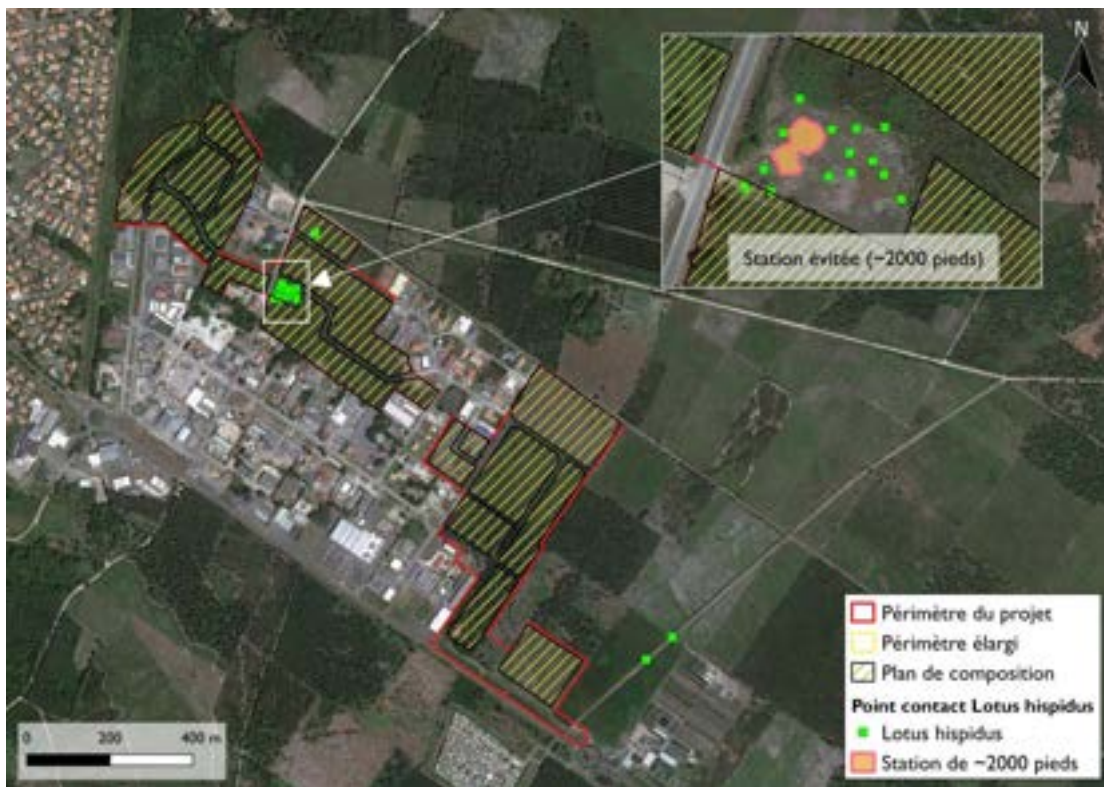 N
Station évitée (~2000 pieds)
Périmètre du projet
Périmètre élargi
Plan de composition
Point contact Lotus hispidus
Lotus hispidus
Station de ~2000 pieds
0 200 400 m